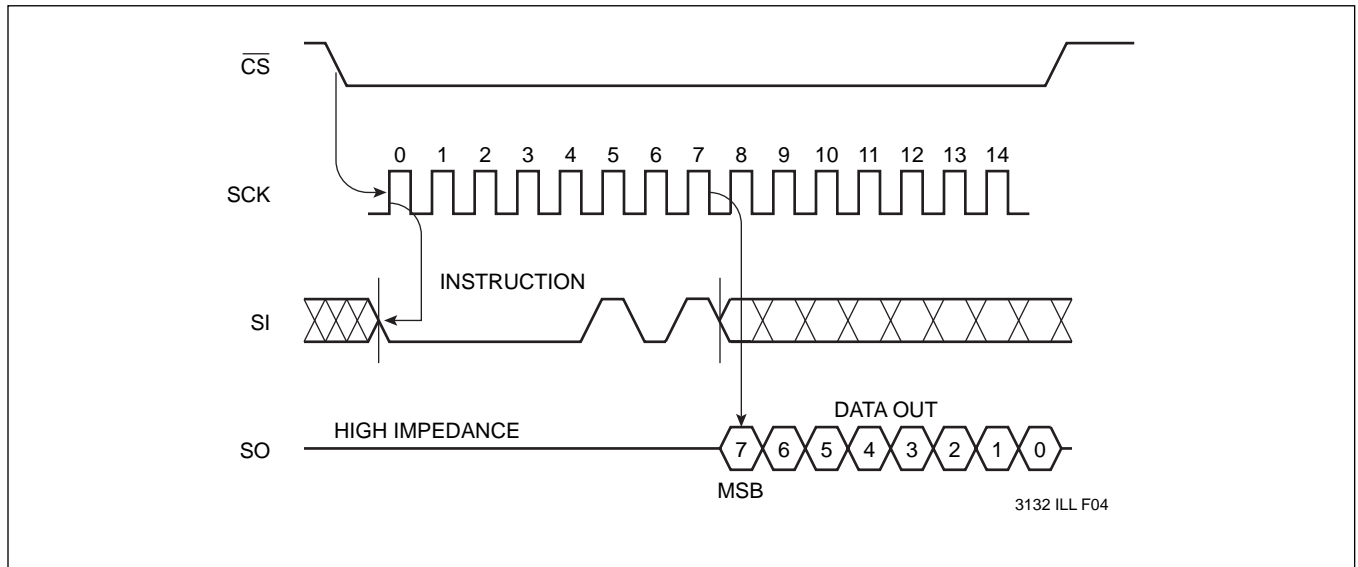 CS
0 1 2 3 4 5 6 7 8 9 10 11 12 13 14
SCK
INSTRUCTION
SI
DATA OUT
HIGH IMPEDANCE
SO
7 6 5 4 3 2 1 0
MSB
3132 ILL F04